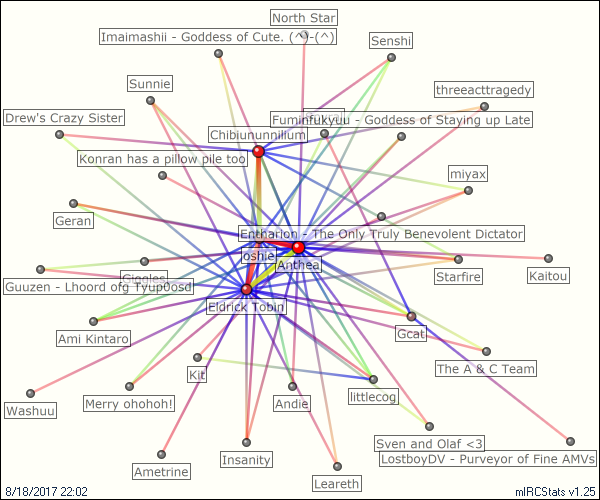 North Star
Imaimashii - Goddess of Cute. (^)-(^)
Senshi
Sunnie
threeacttragedy
Drew's Crazy Sister
Fuminfukyuu - Goddess of Staying up Late
Chibiununnilium
Konran has a pillow pile too
miyax
Geran
Entharion - The Only Truly Benevolent Dictator
Joshie
Anthea
Giggles
Starfire
Kaitou
Guuzen - Lhoord ofg Tyyp0osd
Eldrick Tobin
Ami Kintaro
Gcat
The A & C Team
Kit
Washuu
Merry ohohoh!
Andie
littlecog
Sven and Olaf <3
Ametrine
Insanity
LostboyDV - Purveyor of Fine AMVs
Leareth
8/18/2017 22:02
mIRCStats v1.25